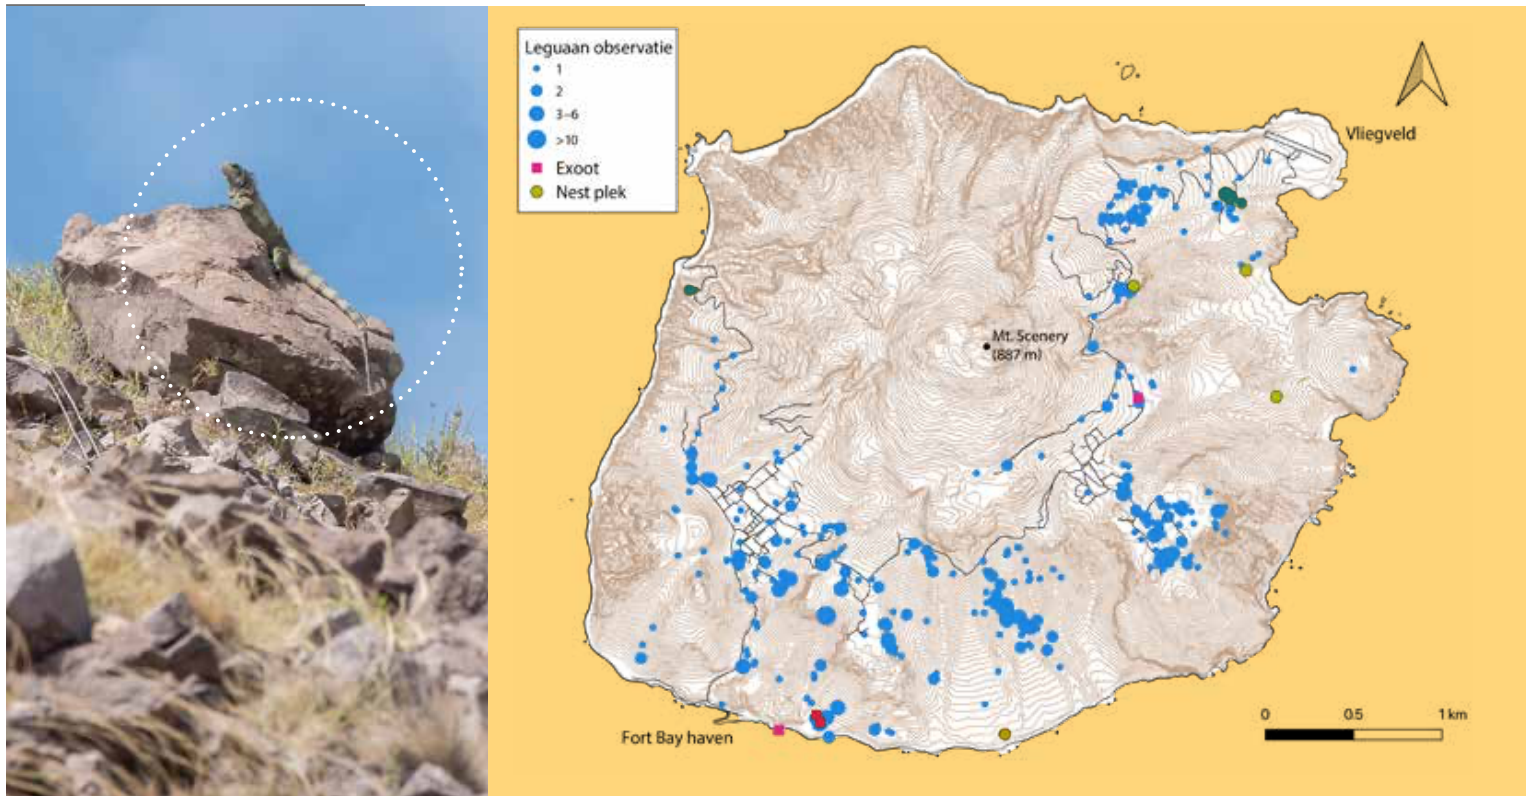 Leguaan observatie
1
2
3–6
>10
Exoot
Nest plek
Vliegveld
Mt. Scenery
(887 m)
Fort Bay haven
0 0.5 1 km